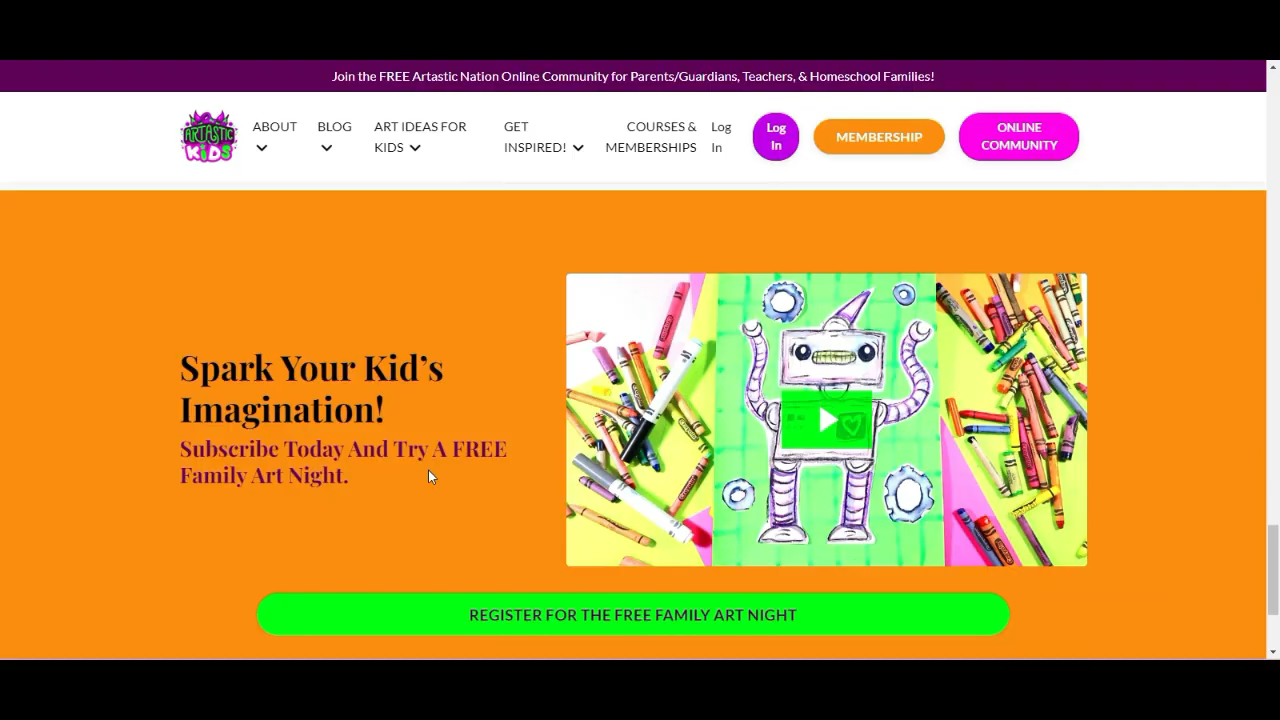 Join the FREE Artastic Nation Online Community for Parents/Guardians, Teachers, & Homeschool Families!
ARTASTIC
KiDS
ABOUT
BLOG
ART IDEAS FOR
KIDS
GET
INSPIRED!
COURSES &
MEMBERSHIPS
Log
In
Log
In
MEMBERSHIP
ONLINE
COMMUNITY
Spark Your Kid’s
Imagination!
Subscribe Today And Try A FREE
Family Art Night.
REGISTER FOR THE FREE FAMILY ART NIGHT